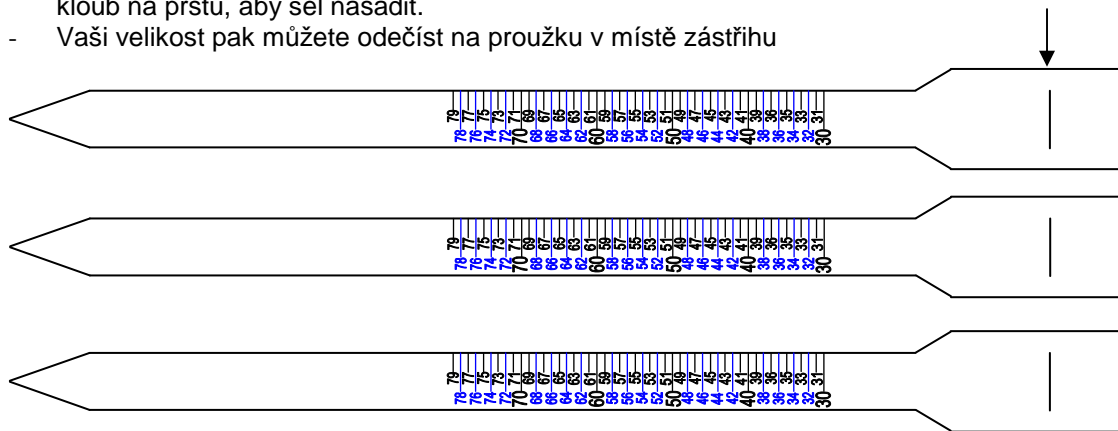 kloub na prstu, aby šel nasadit.
- Vaši velikost pak můžete odečíst na proužku v místě zástřihu
79 77 75 73 71 69 67 65 63 61 59 57 55 53 51 49 47 45 43 41 39 36 35 33 31
78 76 74 72 70 68 66 64 62 60 58 56 54 52 50 48 46 44 42 40 38 36 34 32 30
79 77 75 73 71 69 67 65 63 61 59 57 55 53 51 49 47 45 43 41 39 36 35 33 31
78 76 74 72 70 68 66 64 62 60 58 56 54 52 50 48 46 44 42 40 38 36 34 32 30
79 77 75 73 71 69 67 65 63 61 59 57 55 53 51 49 47 45 43 41 39 36 35 33 31
78 76 74 72 70 68 66 64 62 60 58 56 54 52 50 48 46 44 42 40 38 36 34 32 30